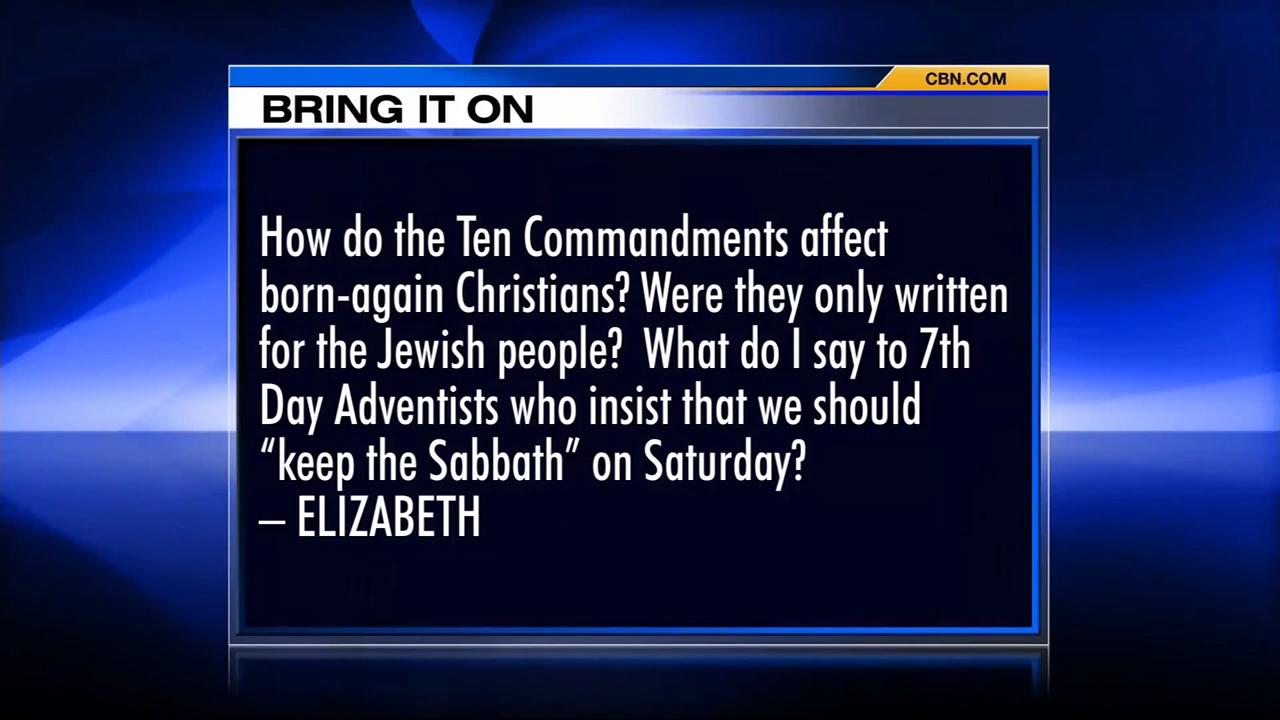 CBN.COM
BRING IT ON
How do the Ten Commandments affect
born-again Christians? Were they only written
for the Jewish people?  What do I say to 7th
Day Adventists who insist that we should
“keep the Sabbath” on Saturday?
– ELIZABETH